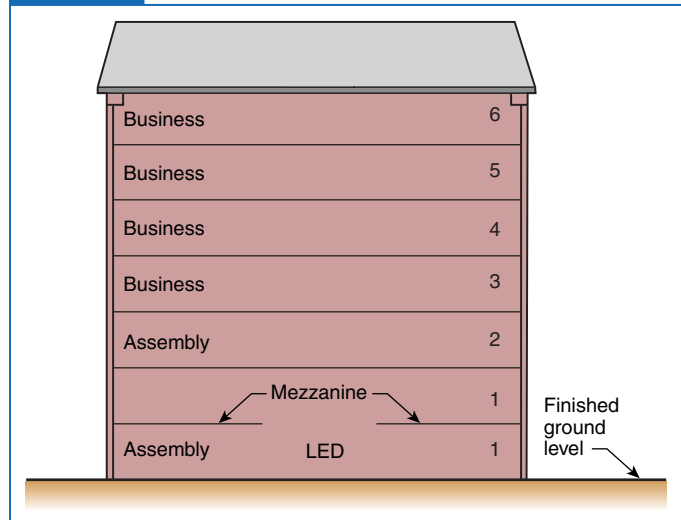 Business 6
Business 5
Business 4
Business 3
Assembly 2
Mezzanine 1
Assembly LED 1
Finished
ground
level